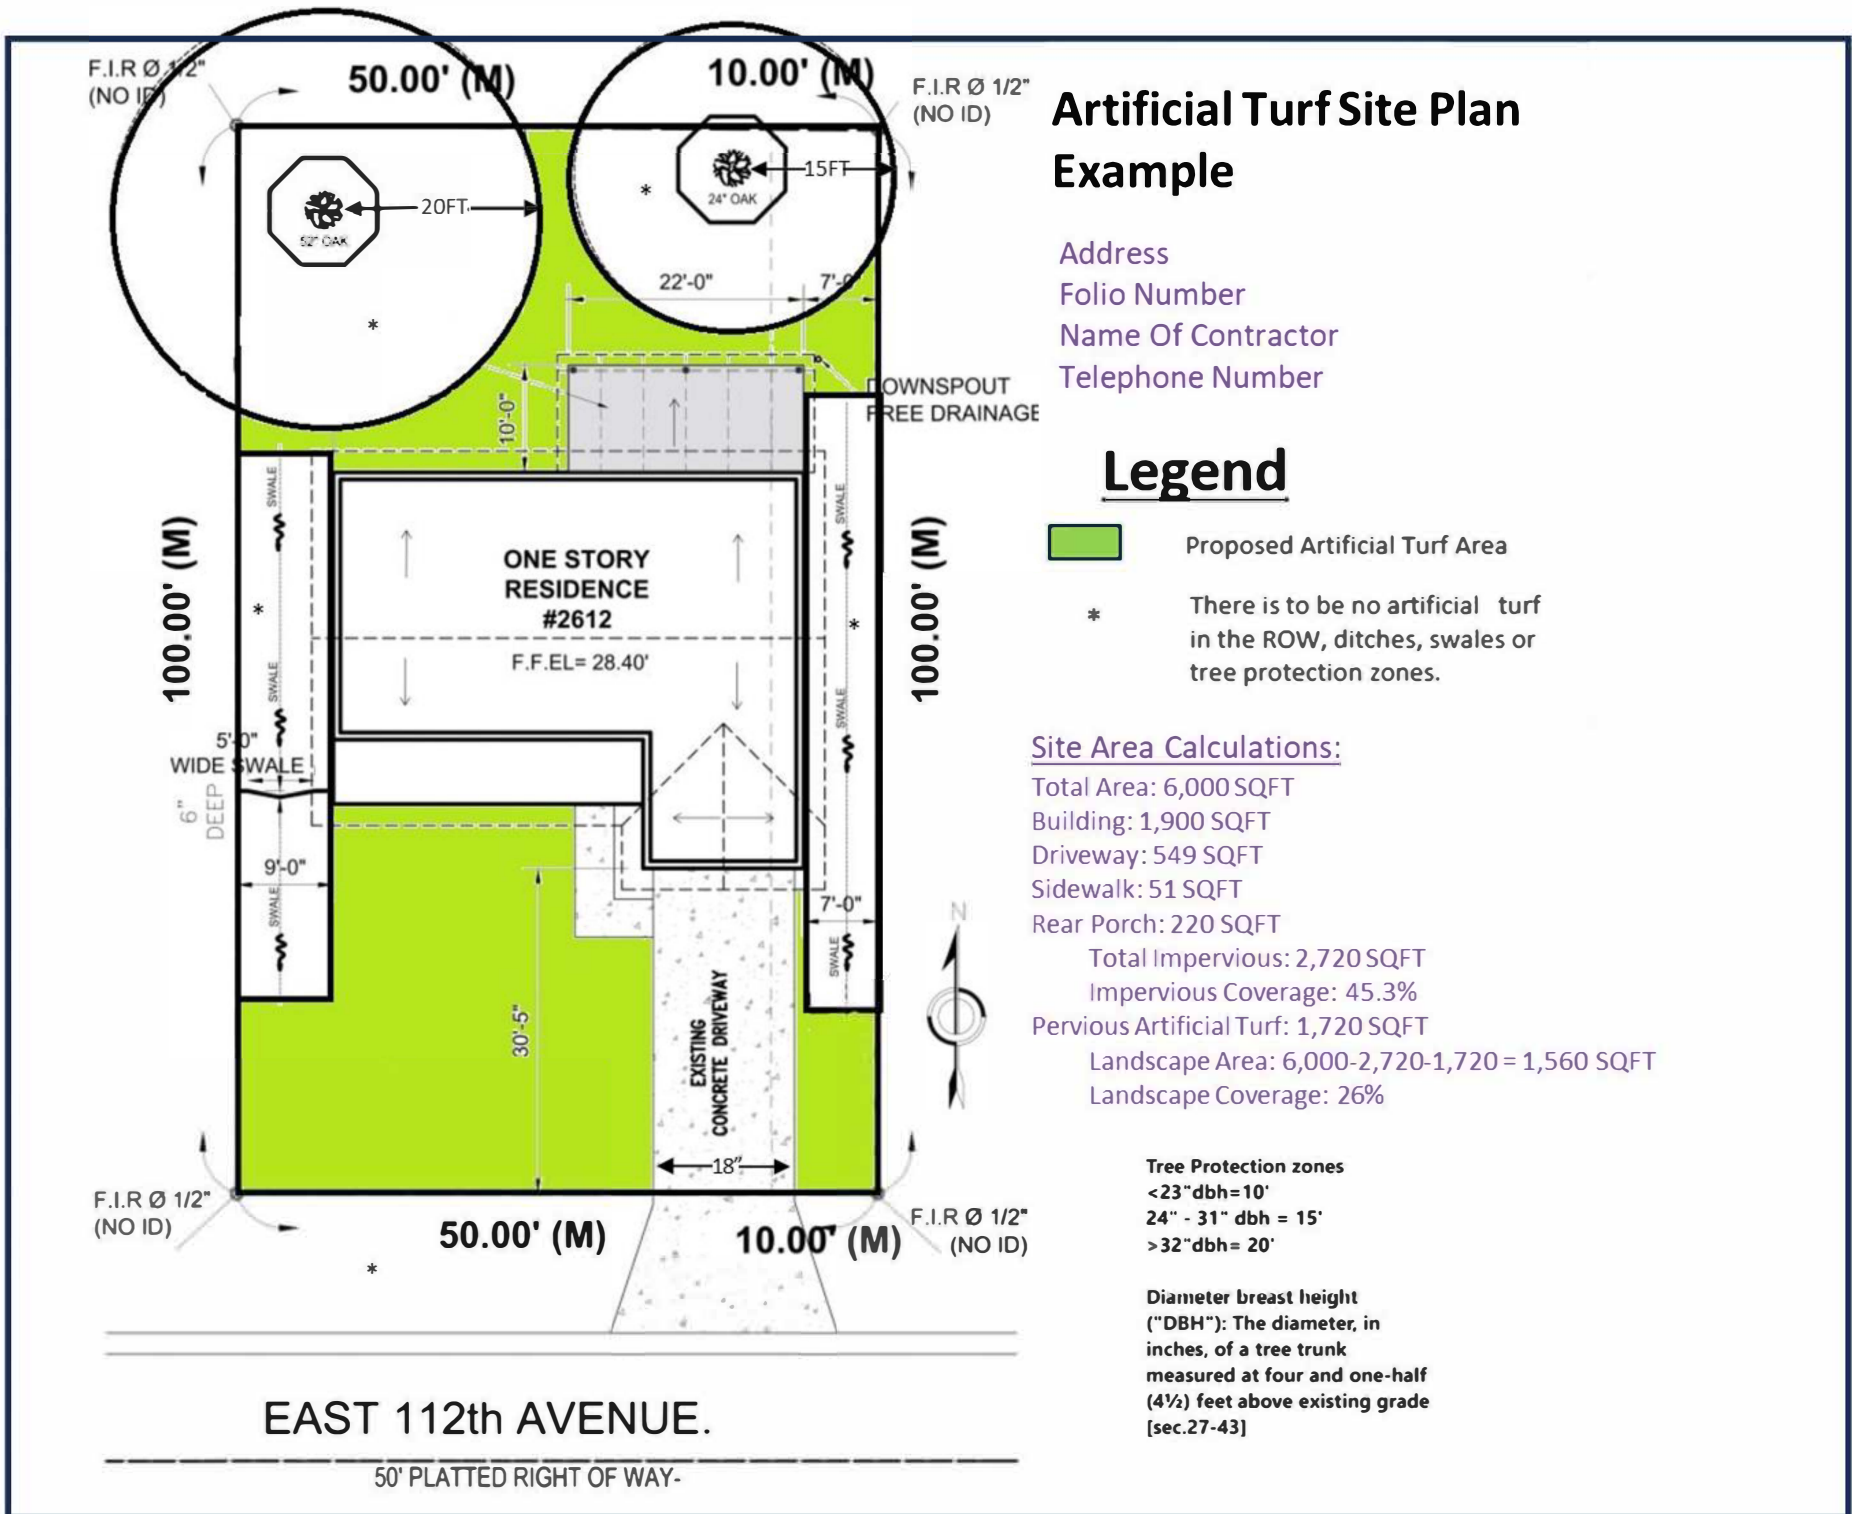 F.I.R Ø 1/2"
(NO ID)
50.00' (M)
10.00' (M)
F.I.R Ø 1/2"
(NO ID)
20FT.
52" OAK
*
*
15FT
24" OAK
22'-0"
7'-0"
DOWNSPOUT
FREE DRAINAGE
10'-0"
SWALE
SWALE
100.00' (M)
*
ONE STORY
RESIDENCE
#2612
F.F.EL= 28.40'
*
100.00' (M)
SWALE
SWALE
5'-0"
WIDE SWALE
6"
DEEP
9'-0"
SWALE
7'-0"
SWALE
N
30'-5"
EXISTING
CONCRETE DRIVEWAY
18"
F.I.R Ø 1/2"
(NO ID)
50.00' (M)
10.00' (M)
F.I.R Ø 1/2"
(NO ID)
*
EAST 112th AVENUE.
50' PLATTED RIGHT OF WAY-
Artificial Turf Site Plan
Example
Address
Folio Number
Name Of Contractor
Telephone Number
Legend
Proposed Artificial Turf Area
* There is to be no artificial turf
in the ROW, ditches, swales or
tree protection zones.
Site Area Calculations:
Total Area: 6,000 SQFT
Building: 1,900 SQFT
Driveway: 549 SQFT
Sidewalk: 51 SQFT
Rear Porch: 220 SQFT
Total Impervious: 2,720 SQFT
Impervious Coverage: 45.3%
Pervious Artificial Turf: 1,720 SQFT
Landscape Area: 6,000-2,720-1,720 = 1,560 SQFT
Landscape Coverage: 26%
Tree Protection zones
<23"dbh=10'
24" - 31" dbh = 15'
>32"dbh= 20'
Diameter breast height
("DBH"): The diameter, in
inches, of a tree trunk
measured at four and one-half
(4½) feet above existing grade
[sec.27-43]